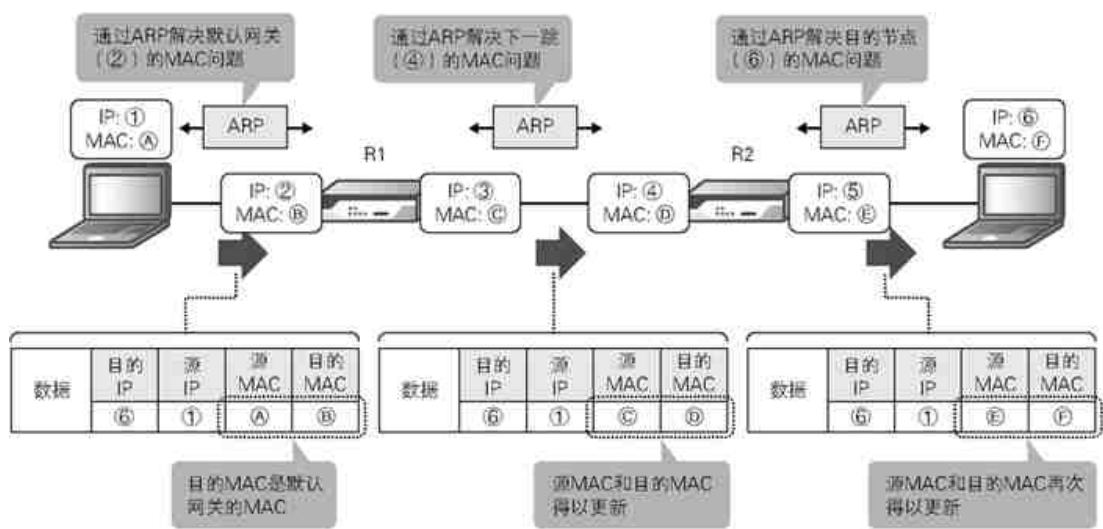 通过ARP解决默认网关
(②)的MAC问题
通过ARP解决下一跳
(④)的MAC问题
通过ARP解决目的节点
(⑥)的MAC问题
IP: ①
MAC: Ⓐ
ARP
ARP
ARP
IP: ⑥
MAC: Ⓕ
R1
R2
IP: ②
MAC: Ⓑ
IP: ③
MAC: Ⓒ
IP: ④
MAC: Ⓓ
IP: ⑤
MAC: Ⓔ
数据
目的
IP
源
IP
源
MAC
目的
MAC
⑥ ① Ⓐ Ⓑ
数据
目的
IP
源
IP
源
MAC
目的
MAC
⑥ ① Ⓒ Ⓓ
数据
目的
IP
源
IP
源
MAC
目的
MAC
⑥ ① Ⓔ Ⓕ
目的MAC是默认
网关的MAC
源MAC和目的MAC
得以更新
源MAC和目的MAC再次
得以更新